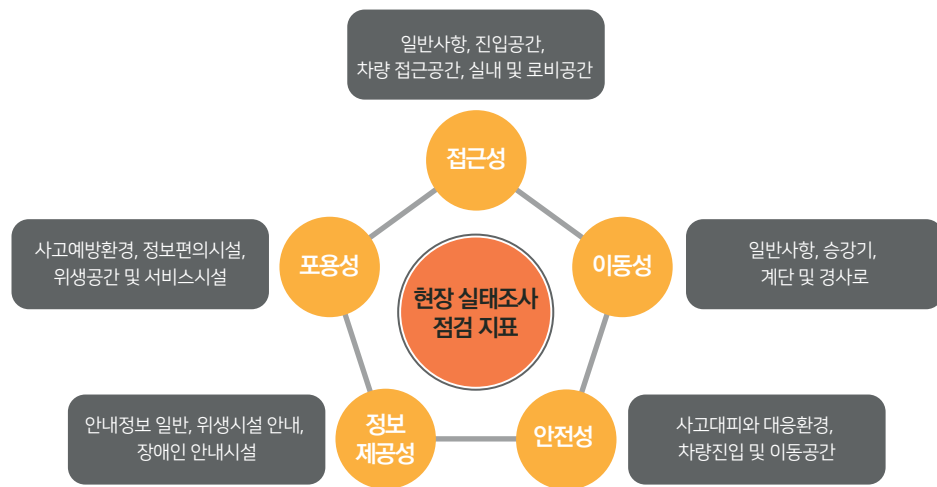 일반사항, 진입공간,
차량 접근공간, 실내 및 로비공간
접근성
사고예방환경, 정보편의시설,
위생공간 및 서비스시설
포용성
이동성
일반사항, 승강기,
계단 및 경사로
현장 실태조사
점검 지표
안내정보 일반, 위생시설 안내,
장애인 안내시설
정보
제공성
안전성
사고대피와 대응환경,
차량진입 및 이동공간